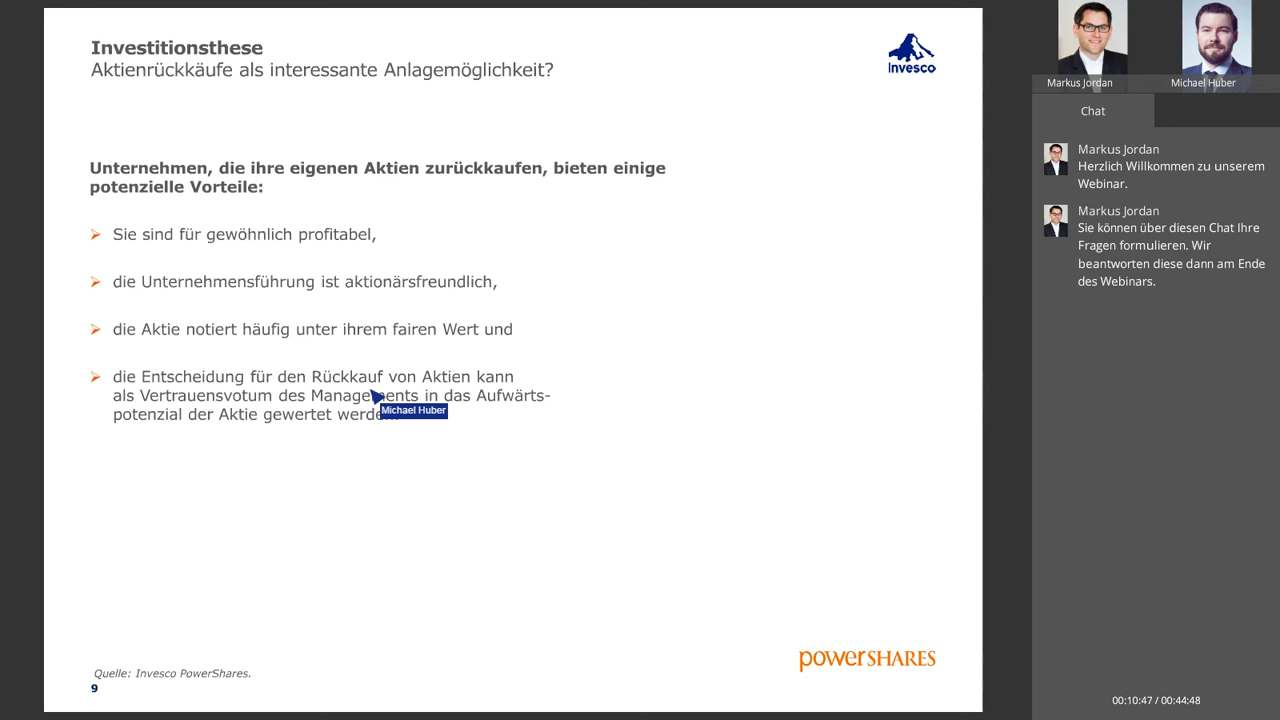 Investitionsthese
Aktienrückkäufe als interessante Anlagemöglichkeit?
Invesco
Unternehmen, die ihre eigenen Aktien zurückkaufen, bieten einige
potenzielle Vorteile:
Sie sind für gewöhnlich profitabel,
die Unternehmensführung ist aktionärsfreundlich,
die Aktie notiert häufig unter ihrem fairen Wert und
die Entscheidung für den Rückkauf von Aktien kann
als Vertrauensvotum des Managements in das Aufwärts-
potenzial der Aktie gewertet werden.
Michael Huber
powerSHARES
Quelle: Invesco PowerShares.
9
Markus Jordan
Michael Huber
Chat
Markus Jordan
Herzlich Willkommen zu unserem
Webinar.
Markus Jordan
Sie können über diesen Chat Ihre
Fragen formulieren. Wir
beantworten diese dann am Ende
des Webinars.
00:10:47 / 00:44:48